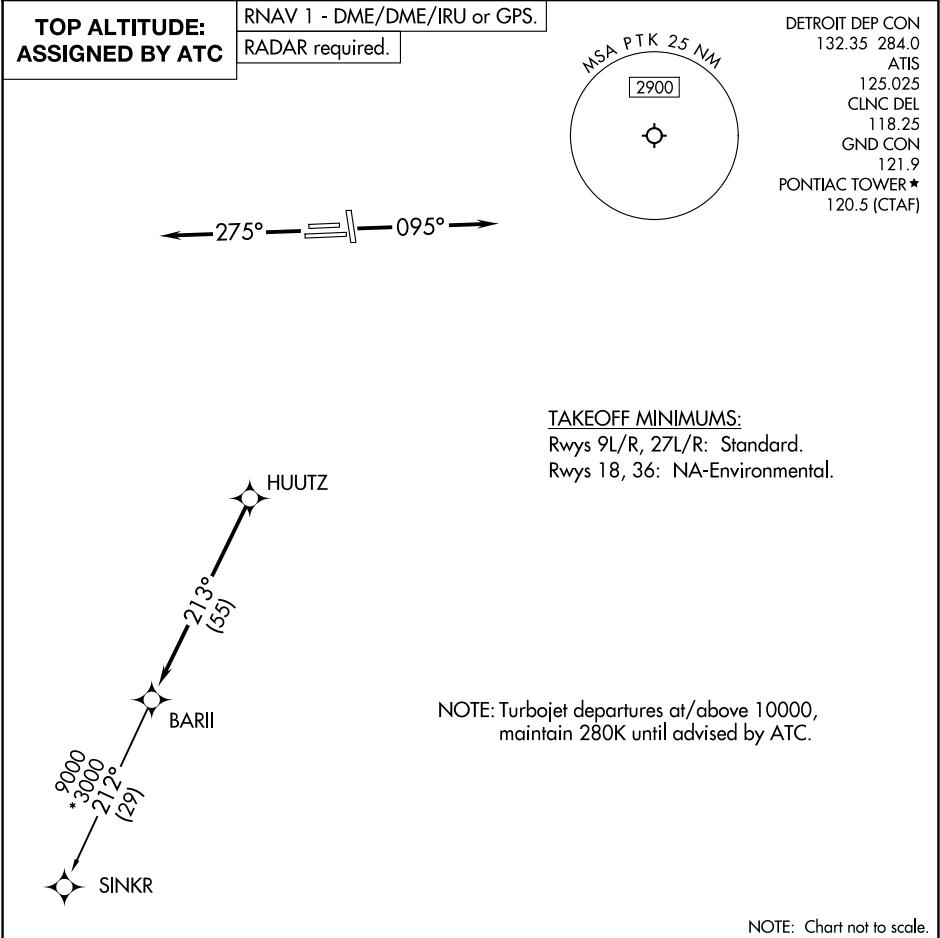 TOP ALTITUDE:
ASSIGNED BY ATC
RNAV 1 - DME/DME/IRU or GPS.
RADAR required.
MSA PTK 25 NM
2900
DETROIT DEP CON
132.35 284.0
ATIS
125.025
CLNC DEL
118.25
GND CON
121.9
PONTIAC TOWER★
120.5 (CTAF)
275°
095°
TAKEOFF MINIMUMS:
Rwys 9L/R, 27L/R: Standard.
Rwys 18, 36: NA-Environmental.
HUUTZ
213°
(55)
BARII
NOTE: Turbojet departures at/above 10000,
maintain 280K until advised by ATC.
9000
*3000
212°
(29)
SINKR
NOTE: Chart not to scale.